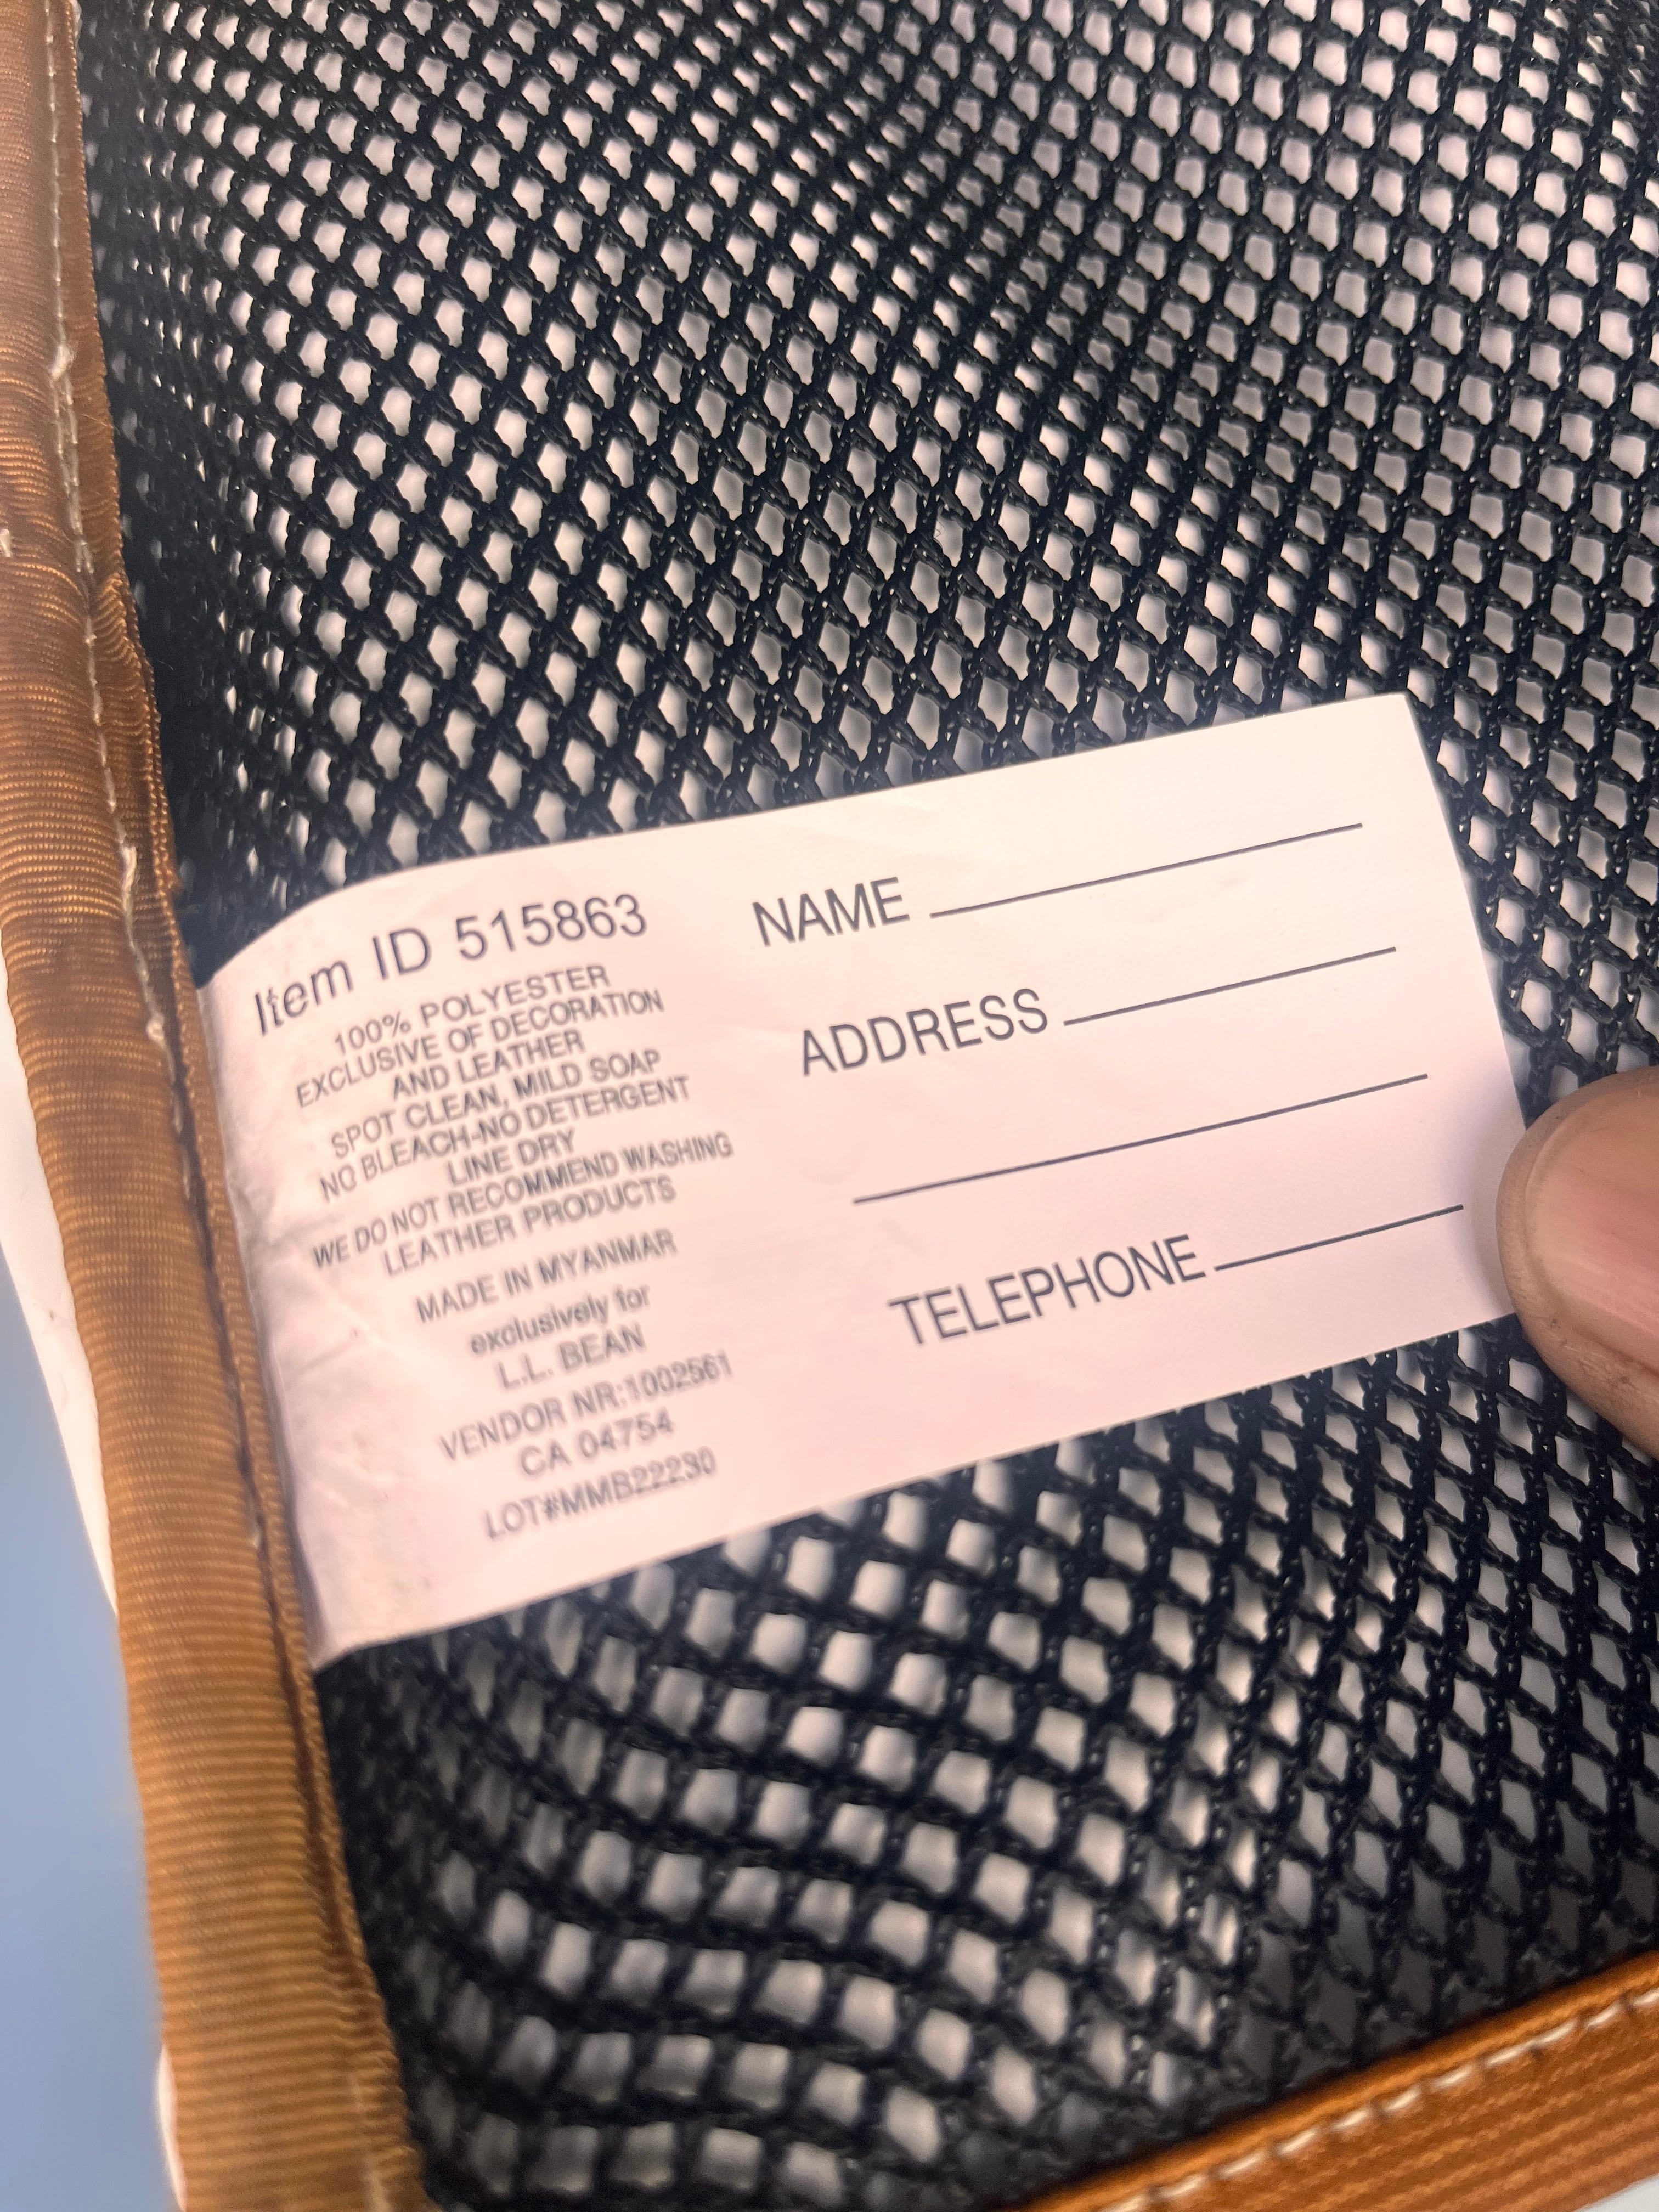 Item ID 515863
100% POLYESTER
EXCLUSIVE OF DECORATION
AND LEATHER
SPOT CLEAN, MILD SOAP
NO BLEACH-NO DETERGENT
LINE DRY
WE DO NOT RECOMMEND WASHING
LEATHER PRODUCTS
MADE IN MYANMAR
exclusively for
L.L. BEAN
VENDOR NR:1002561
CA 04754
LOT#MMB22230
NAME
ADDRESS
TELEPHONE